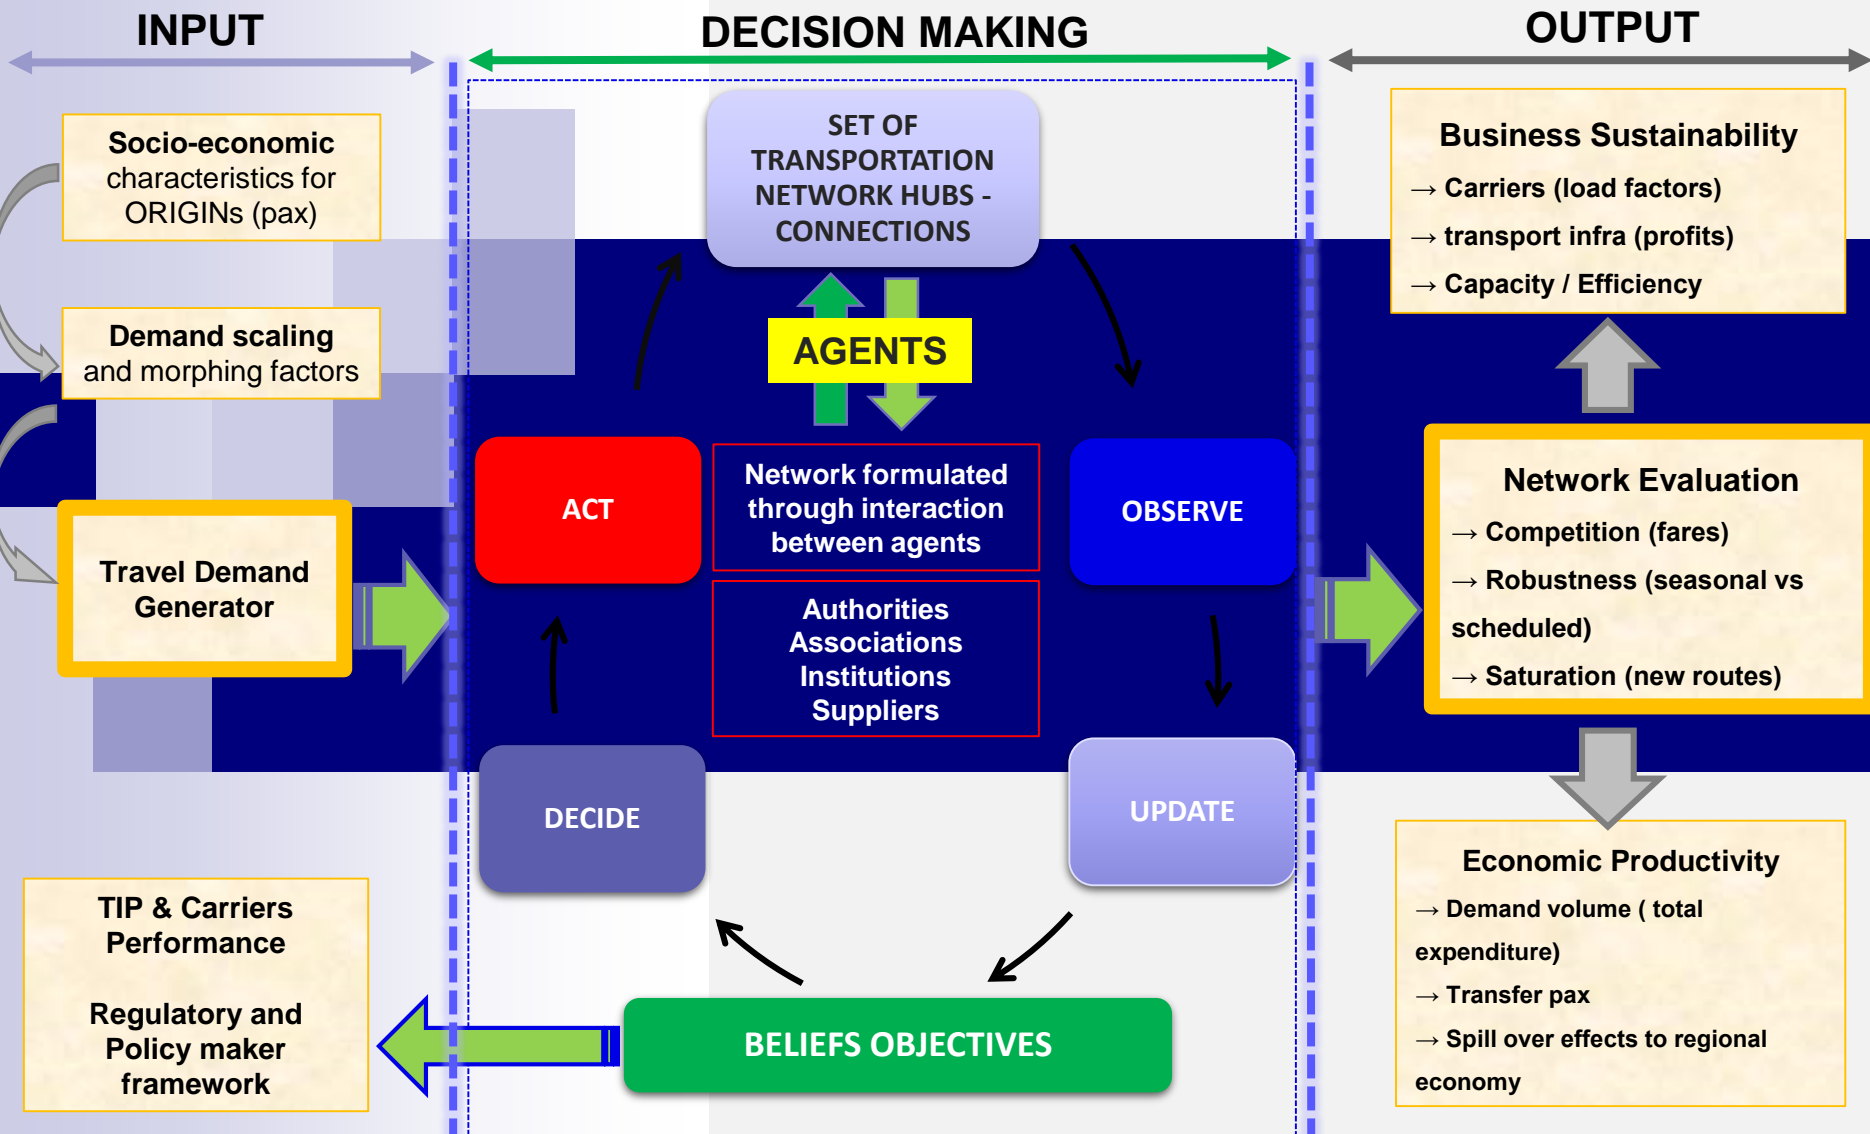 INPUT
DECISION MAKING
OUTPUT
Socio-economic
characteristics for
ORIGINs (pax)
Demand scaling
and morphing factors
Travel Demand
Generator
TIP & Carriers
Performance
Regulatory and
Policy maker
framework
SET OF
TRANSPORTATION
NETWORK HUBS -
CONNECTIONS
AGENTS
ACT
Network formulated
through interaction
between agents
OBSERVE
Authorities
Associations
Institutions
Suppliers
DECIDE
UPDATE
BELIEFS OBJECTIVES
Business Sustainability
→ Carriers (load factors)
→ transport infra (profits)
→ Capacity / Efficiency
Network Evaluation
→ Competition (fares)
→ Robustness (seasonal vs
scheduled)
→ Saturation (new routes)
Economic Productivity
→ Demand volume ( total
expenditure)
→ Transfer pax
→ Spill over effects to regional
economy